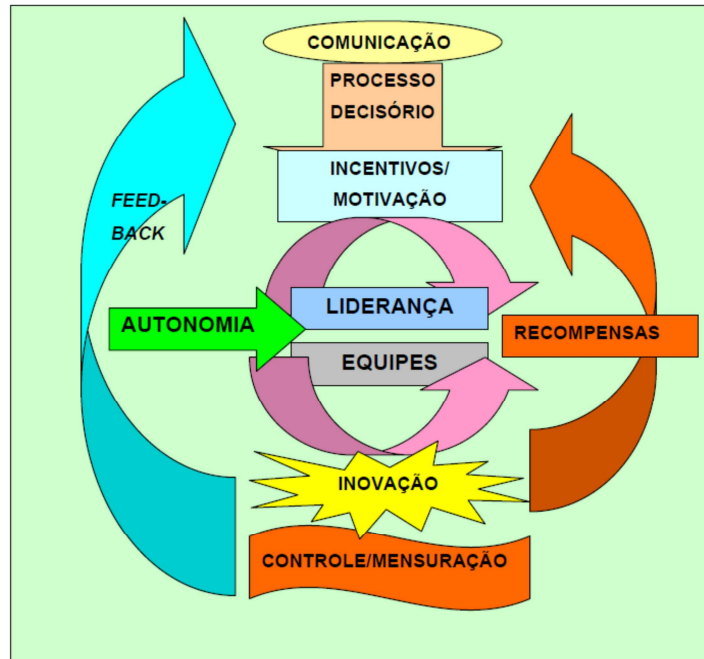 COMUNICAÇÃO
PROCESSO
DECISÓRIO
INCENTIVOS/
MOTIVAÇÃO
FEED-
BACK
AUTONOMIA
LIDERANÇA
RECOMPENSAS
EQUIPES
INOVAÇÃO
CONTROLE/MENSURAÇÃO